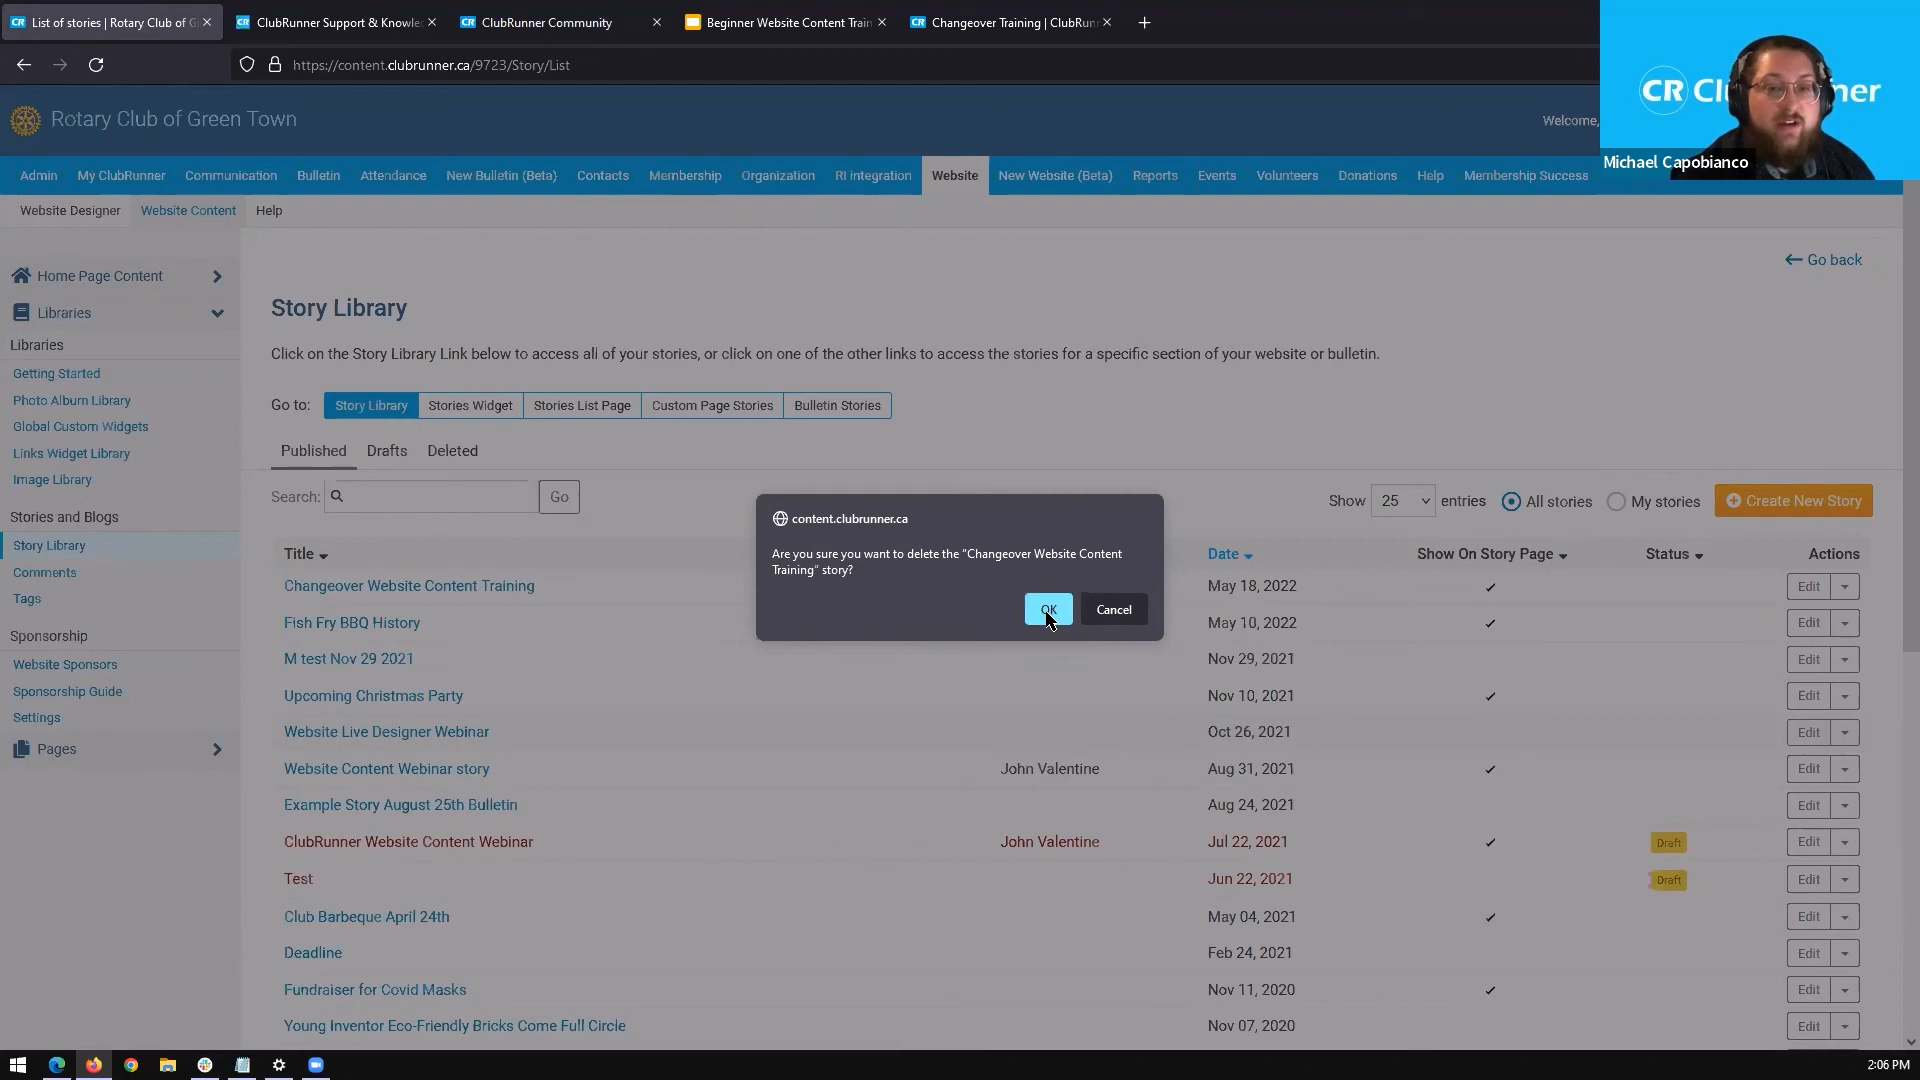 List of stories | Rotary Club of G
ClubRunner Support & Knowle
ClubRunner Community
Beginner Website Content Train
Changeover Training | ClubRun
https://content.clubrunner.ca/9723/Story/List
CR Cl ner
Michael Capobianco
Rotary Club of Green Town
Welcome,
Admin My ClubRunner Communication Bulletin Attendance New Bulletin (Beta) Contacts Membership Organization RI integration Website New Website (Beta) Reports Events Volunteers Donations Help Membership Success
Website Designer Website Content Help
Go back
Home Page Content
Libraries
Libraries
Getting Started
Photo Album Library
Global Custom Widgets
Links Widget Library
Image Library
Stories and Blogs
Story Library
Comments
Tags
Sponsorship
Website Sponsors
Sponsorship Guide
Settings
Pages
Story Library
Click on the Story Library Link below to access all of your stories, or click on one of the other links to access the stories for a specific section of your website or bulletin.
Go to: Story Library Stories Widget Stories List Page Custom Page Stories Bulletin Stories
Published Drafts Deleted
Search: Go Show 25 entries All stories My stories Create New Story
content.clubrunner.ca
Are you sure you want to delete the "Changeover Website Content
Training" story?
OK Cancel
Title Date Show On Story Page Status Actions
Changeover Website Content Training May 18, 2022 Edit
Fish Fry BBQ History May 10, 2022 Edit
M test Nov 29 2021 Nov 29, 2021 Edit
Upcoming Christmas Party Nov 10, 2021 Edit
Website Live Designer Webinar Oct 26, 2021 Edit
Website Content Webinar story John Valentine Aug 31, 2021 Edit
Example Story August 25th Bulletin Aug 24, 2021 Edit
ClubRunner Website Content Webinar John Valentine Jul 22, 2021 Draft Edit
Test Jun 22, 2021 Draft Edit
Club Barbeque April 24th May 04, 2021 Edit
Deadline Feb 24, 2021 Edit
Fundraiser for Covid Masks Nov 11, 2020 Edit
Young Inventor Eco-Friendly Bricks Come Full Circle Nov 07, 2020 Edit
2:06 PM